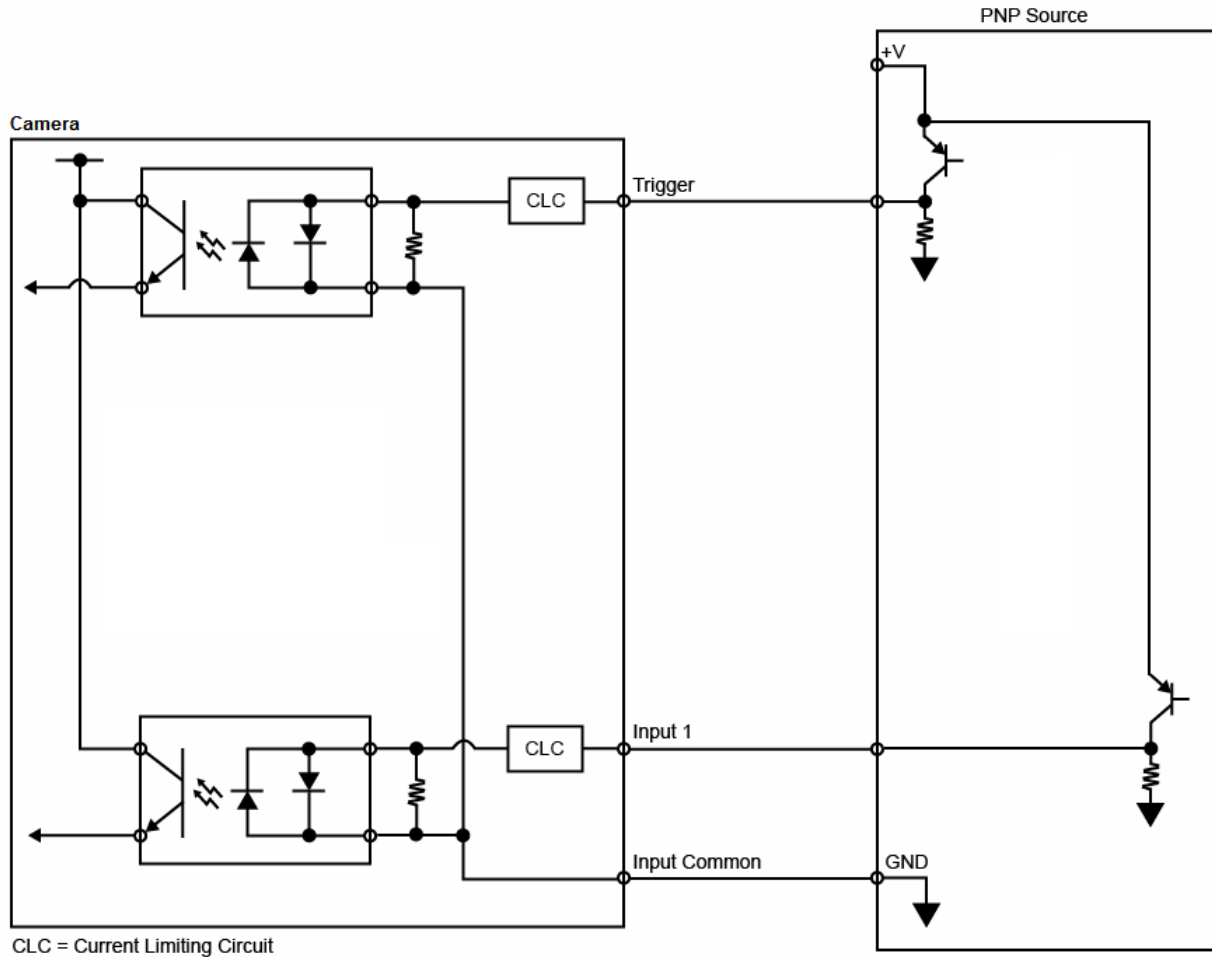 PNP Source
+V
Camera
CLC
Trigger
CLC
Input 1
Input Common
GND
CLC = Current Limiting Circuit